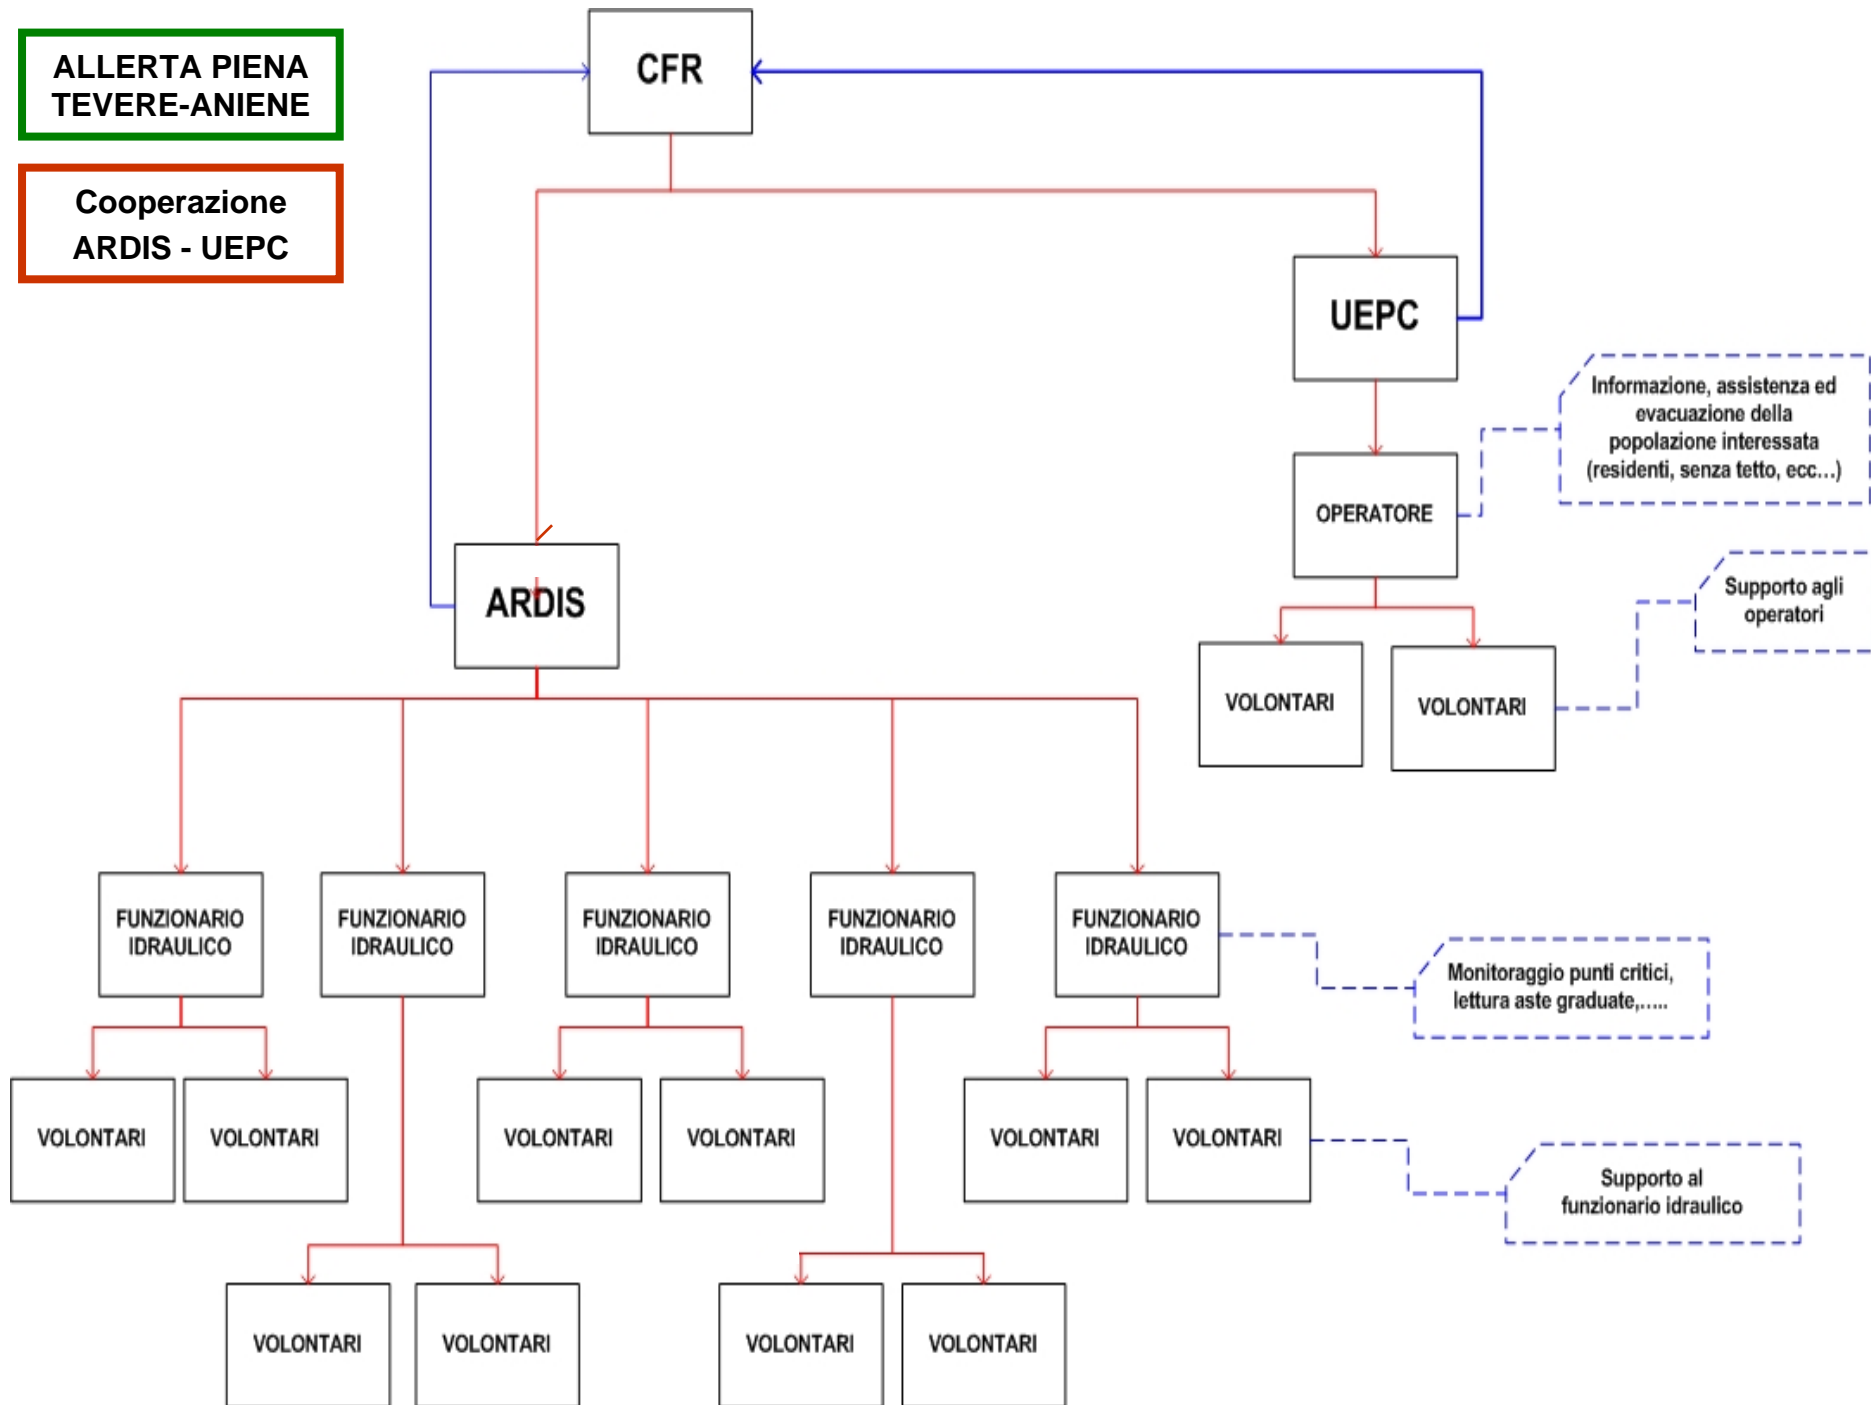 ALLERTA PIENA
TEVERE-ANIENE
Cooperazione
ARDIS - UEPC
CFR
UEPC
Informazione, assistenza ed
evacuazione della
popolazione interessata
(residenti, senza tetto, ecc...)
OPERATORE
Supporto agli
operatori
ARDIS
VOLONTARI
VOLONTARI
FUNZIONARIO
IDRAULICO
FUNZIONARIO
IDRAULICO
FUNZIONARIO
IDRAULICO
FUNZIONARIO
IDRAULICO
FUNZIONARIO
IDRAULICO
Monitoraggio punti critici,
lettura aste graduate,.....
VOLONTARI
VOLONTARI
VOLONTARI
VOLONTARI
VOLONTARI
VOLONTARI
Supporto al
funzionario idraulico
VOLONTARI
VOLONTARI
VOLONTARI
VOLONTARI